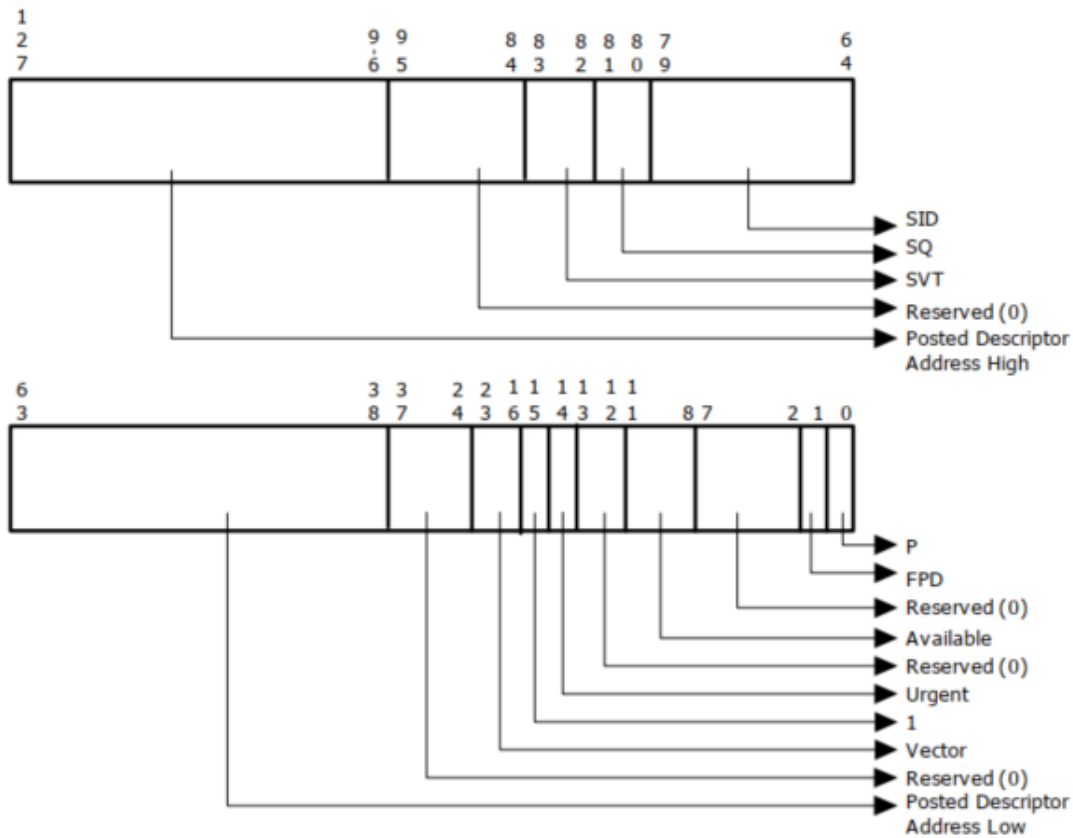 1 2 7
9 6
9 5
8 4
8 3
8 2
8 1
8 0
7 9
6 4
SID
SQ
SVT
Reserved (0)
Posted Descriptor
Address High
6 3
3 8
3 7
2 4
2 3
1 6
1 5
1 4
1 3
1 2
1 1
8
7
2
1
0
P
FPD
Reserved (0)
Available
Reserved (0)
Urgent
1
Vector
Reserved (0)
Posted Descriptor
Address Low